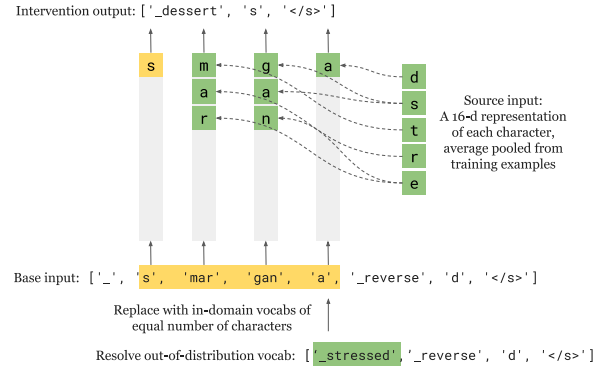 Intervention output: ['_dessert', 's', '</s>']
s m g a
a a
r n
d
s
t
r
e
Source input:
A 16-d representation
of each character,
average pooled from
training examples
Base input: ['_', 's', 'mar', 'gan', 'a', '_reverse', 'd', '</s>']
Replace with in-domain vocabs of
equal number of characters
Resolve out-of-distribution vocab: ['_stressed','_reverse', 'd', '</s>']